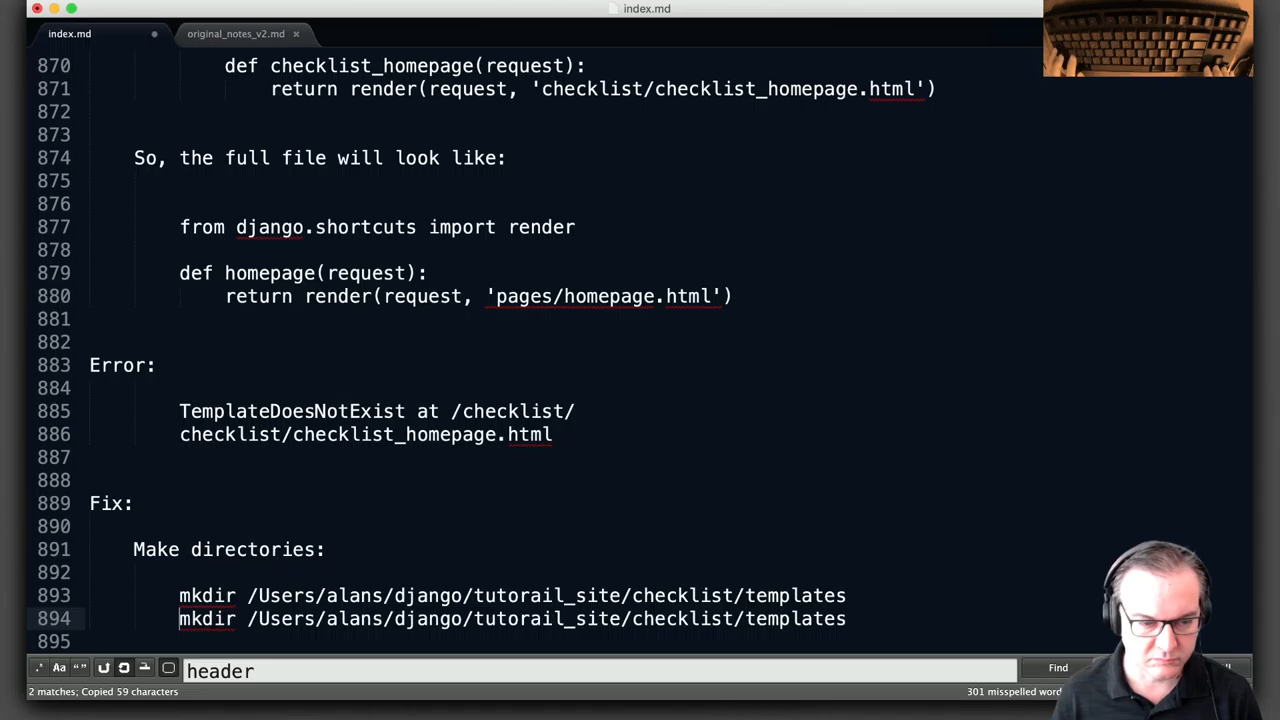 index.md
index.md
original_notes_v2.md
870 def checklist_homepage(request):
871 return render(request, 'checklist/checklist_homepage.html')
872
873
874 So, the full file will look like:
875
876
877 from django.shortcuts import render
878
879 def homepage(request):
880 return render(request, 'pages/homepage.html')
881
882
883 Error:
884
885 TemplateDoesNotExist at /checklist/
886 checklist/checklist_homepage.html
887
888
889 Fix:
890
891 Make directories:
892
893 mkdir /Users/alans/django/tutorail_site/checklist/templates
894 mkdir /Users/alans/django/tutorail_site/checklist/templates
895
.* Aa “” header Find
2 matches; Copied 59 characters 301 misspelled